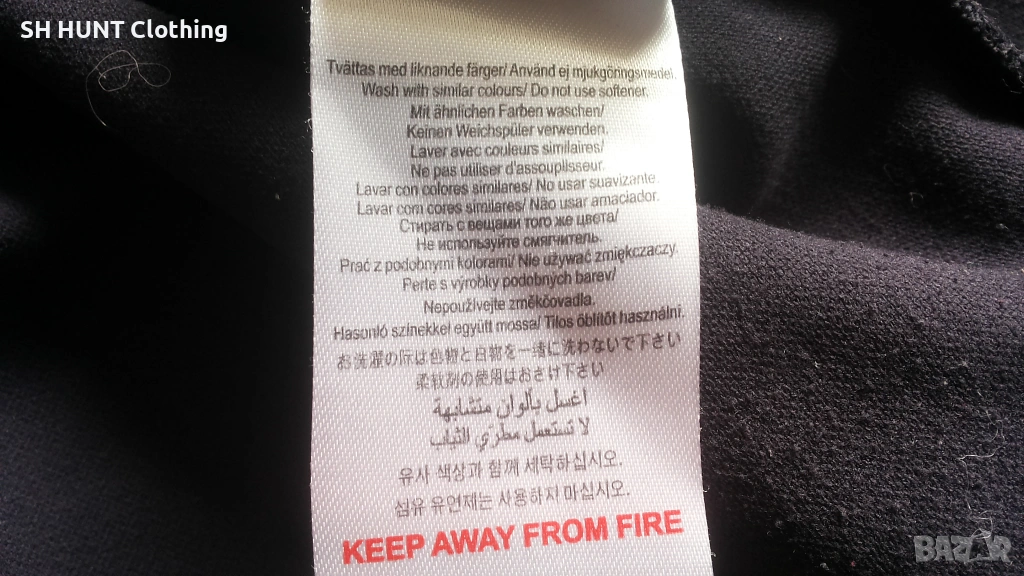 SH HUNT Clothing
Tvättas med liknande färger/ Använd ej mjukgöringsmedel.
Wash with similar colours/ Do not use softener.
Mit ähnlichen Farben waschen/
Keinen Weichspüler verwenden.
Laver avec couleurs similaires/
Ne pas utiliser d'assouplisseur.
Lavar con colores similares/ No usar suavizante.
Lavar com cores similares/ Não usar amaciador.
Стирать с вещами того же цвета/
Не используйте смягчитель.
Prać z podobnymi kolorami/ Nie używać zmiękczaczy.
Perte s výrobky podobných barev/
Nepoužívejte změkčovadla.
Hasonló színekkel együtt mossa/ Tilos öblítőt használni.
お洗濯の际は色物と白物を一绪に洗わないで下さい
柔纹剂の使用はおさけ下さい
اغسل بألوان متشابهة
لا تستعمل مطري الثياب
유사 색상과 함께 세탁하십시오.
섬유 유연제는 사용하지 마십시오.
KEEP AWAY FROM FIRE
BAZAR